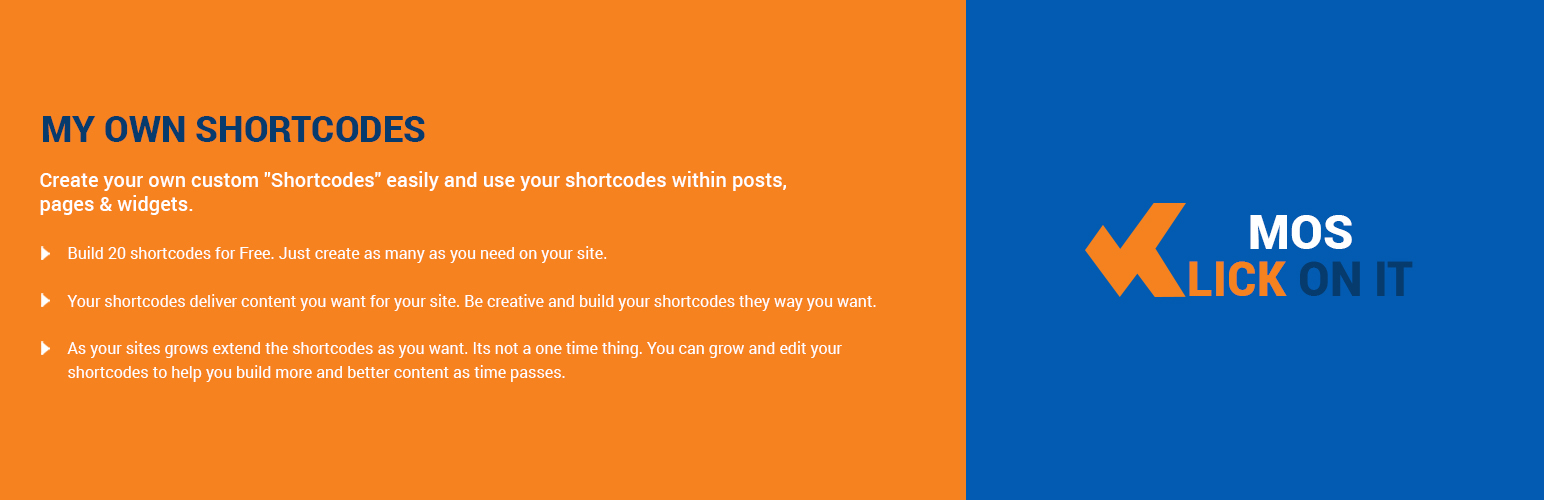 MY OWN SHORTCODES
Create your own custom "Shortcodes" easily and use your shortcodes within posts,
pages & widgets.
Build 20 shortcodes for Free. Just create as many as you need on your site.
Your shortcodes deliver content you want for your site. Be creative and build your shortcodes they way you want.
As your sites grows extend the shortcodes as you want. Its not a one time thing. You can grow and edit your
shortcodes to help you build more and better content as time passes.
MOS
KLICK ON IT